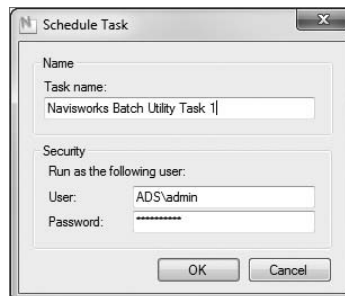 Schedule Task
Name
Task name:
Navisworks Batch Utility Task 1
Security
Run as the following user:
User: ADS\admin
Password: **********
OK Cancel